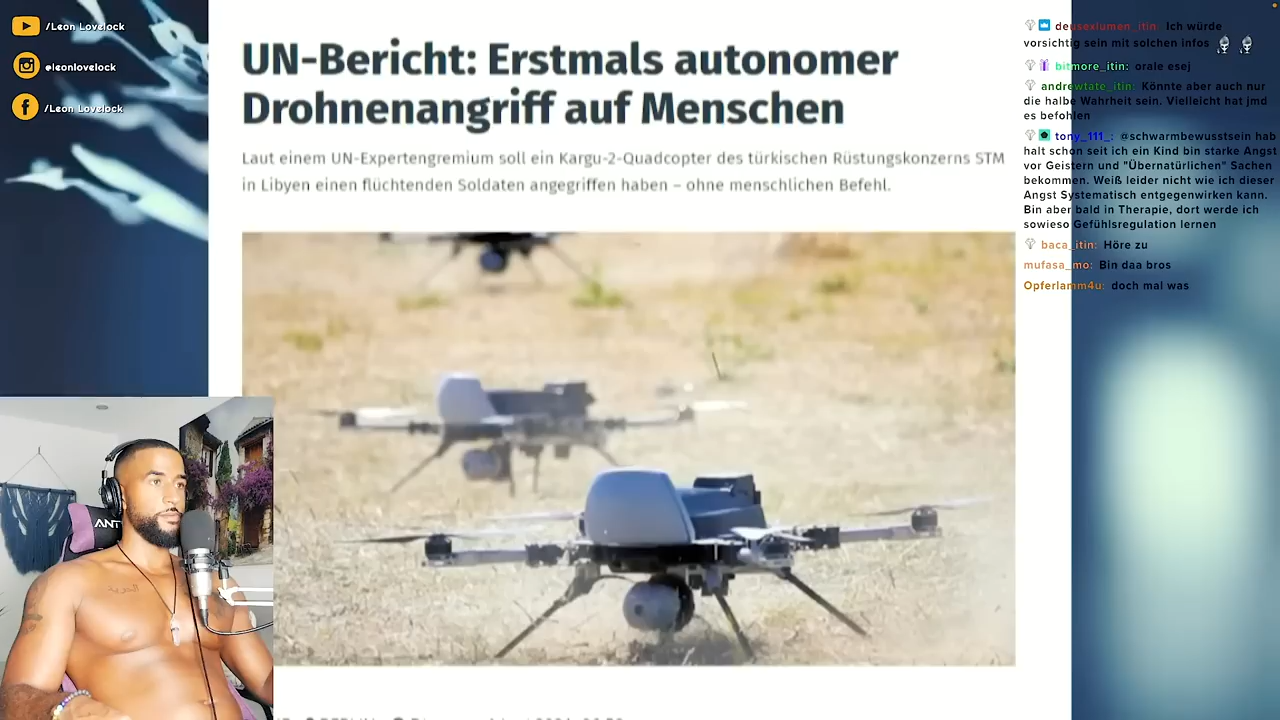 /Leon Lovelock
@leonlovelock
/Leon Lovelock
UN-Bericht: Erstmals autonomer
Drohnenangriff auf Menschen
Laut einem UN-Expertengremium soll ein Kargu-2-Quadcopter des türkischen Rüstungskonzerns STM
in Libyen einen flüchtenden Soldaten angegriffen haben – ohne menschlichen Befehl.
ANT
deusexlumen_itin: Ich würde
vorsichtig sein mit solchen infos
bitmore_itin: orale esej
andrewtate_itin: Könnte aber auch nur
die halbe Wahrheit sein. Vielleicht hat jmd
es befohlen
tony_111_: @schwarmbewusstsein hab
halt schon seit ich ein Kind bin starke Angst
vor Geistern und "Übernatürlichen" Sachen
bekommen. Weiß leider nicht wie ich dieser
Angst Systematisch entgegenwirken kann.
Bin aber bald in Therapie, dort werde ich
sowieso Gefühlsregulation lernen
baca_itin: Höre zu
mufasa_mo: Bin daa bros
Opferlamm4u: doch mal was